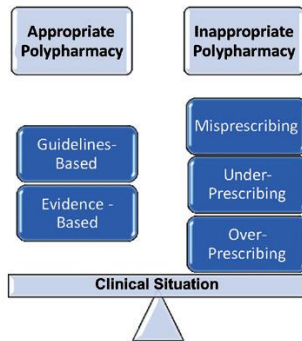 Appropriate
Polypharmacy
Inappropriate
Polypharmacy
Guidelines-
Based
Evidence -
Based
Misprescribing
Under-
Prescribing
Over-
Prescribing
Clinical Situation